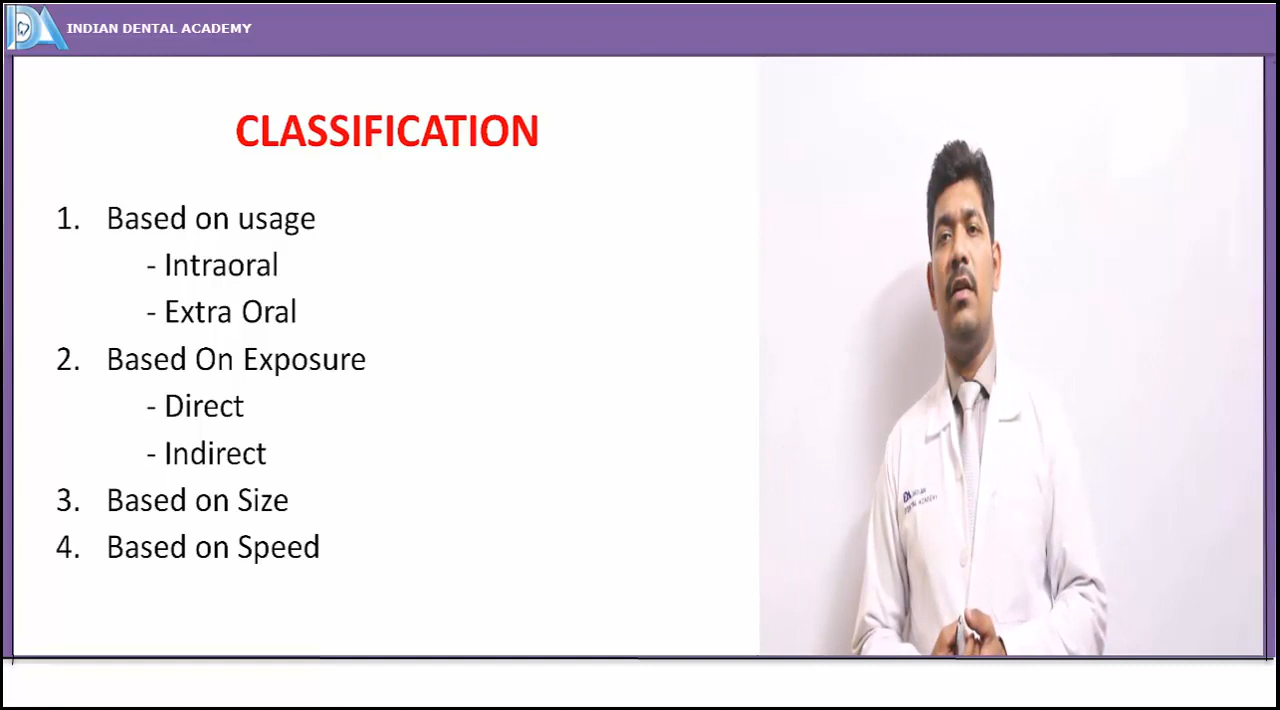 IDA INDIAN DENTAL ACADEMY
CLASSIFICATION
1. Based on usage
- Intraoral
- Extra Oral
2. Based On Exposure
- Direct
- Indirect
3. Based on Size
4. Based on Speed